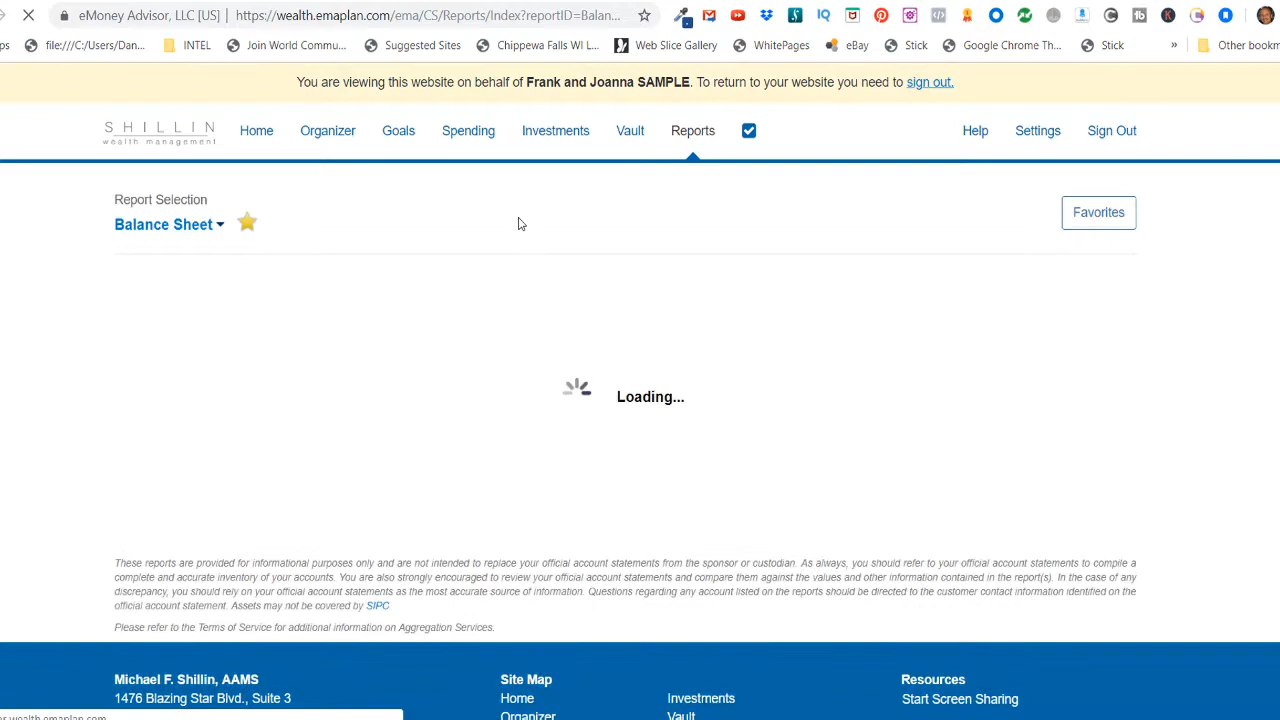 eMoney Advisor, LLC [US] | https://wealth.emaplan.com/ema/CS/Reports/Index?reportID=Balan...
ps file:///C:/Users/Dan... INTEL Join World Commu... Suggested Sites Chippewa Falls WI L... Web Slice Gallery WhitePages eBay Stick Google Chrome Th... Stick » Other bookm
You are viewing this website on behalf of Frank and Joanna SAMPLE. To return to your website you need to sign out.
SHILLIN
wealth management
Home Organizer Goals Spending Investments Vault Reports Help Settings Sign Out
Report Selection
Balance Sheet
Favorites
Loading...
These reports are provided for informational purposes only and are not intended to replace your official account statements from the sponsor or custodian. As always, you should refer to your official account statements to compile a
complete and accurate inventory of your accounts. You are also strongly encouraged to review your official account statements and compare them against the values and other information contained in the report(s). In the case of any
discrepancy, you should rely on your official account statements as the most accurate source of information. Questions regarding any account listed on the reports should be directed to the customer contact information identified on the
official account statement. Assets may not be covered by SIPC
Please refer to the Terms of Service for additional information on Aggregation Services.
Michael F. Shillin, AAMS Site Map Resources
1476 Blazing Star Blvd., Suite 3 Home Investments Start Screen Sharing
Organizer Vault